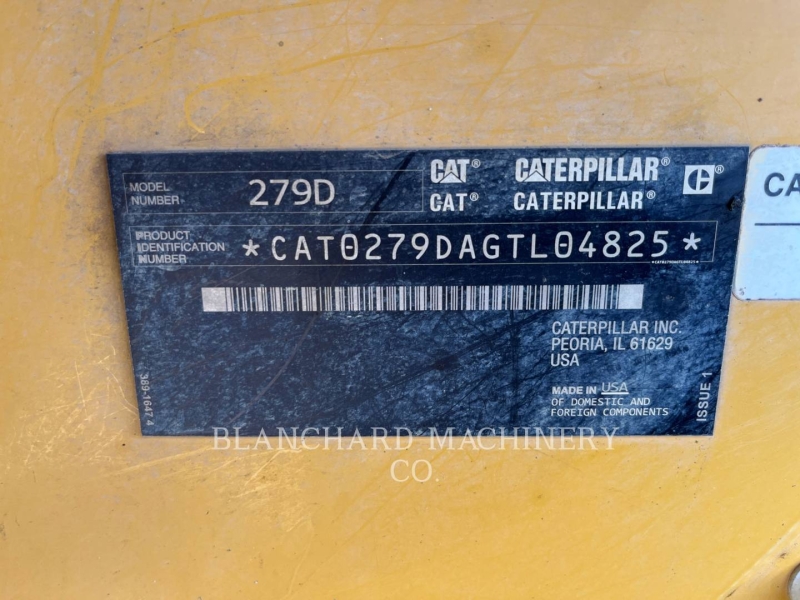 MODEL NUMBER 279D
CAT® CATERPILLAR®
CAT® CATERPILLAR®
C®
PRODUCT IDENTIFICATION NUMBER *CAT0279DAGTL04825*
*CAT0279DAGTL04825*
CATERPILLAR INC.
PEORIA, IL 61629
USA
MADE IN USA
OF DOMESTIC AND
FOREIGN COMPONENTS
ISSUE 1
389-1647 4
CA
BLANCHARD MACHINERY
CO.